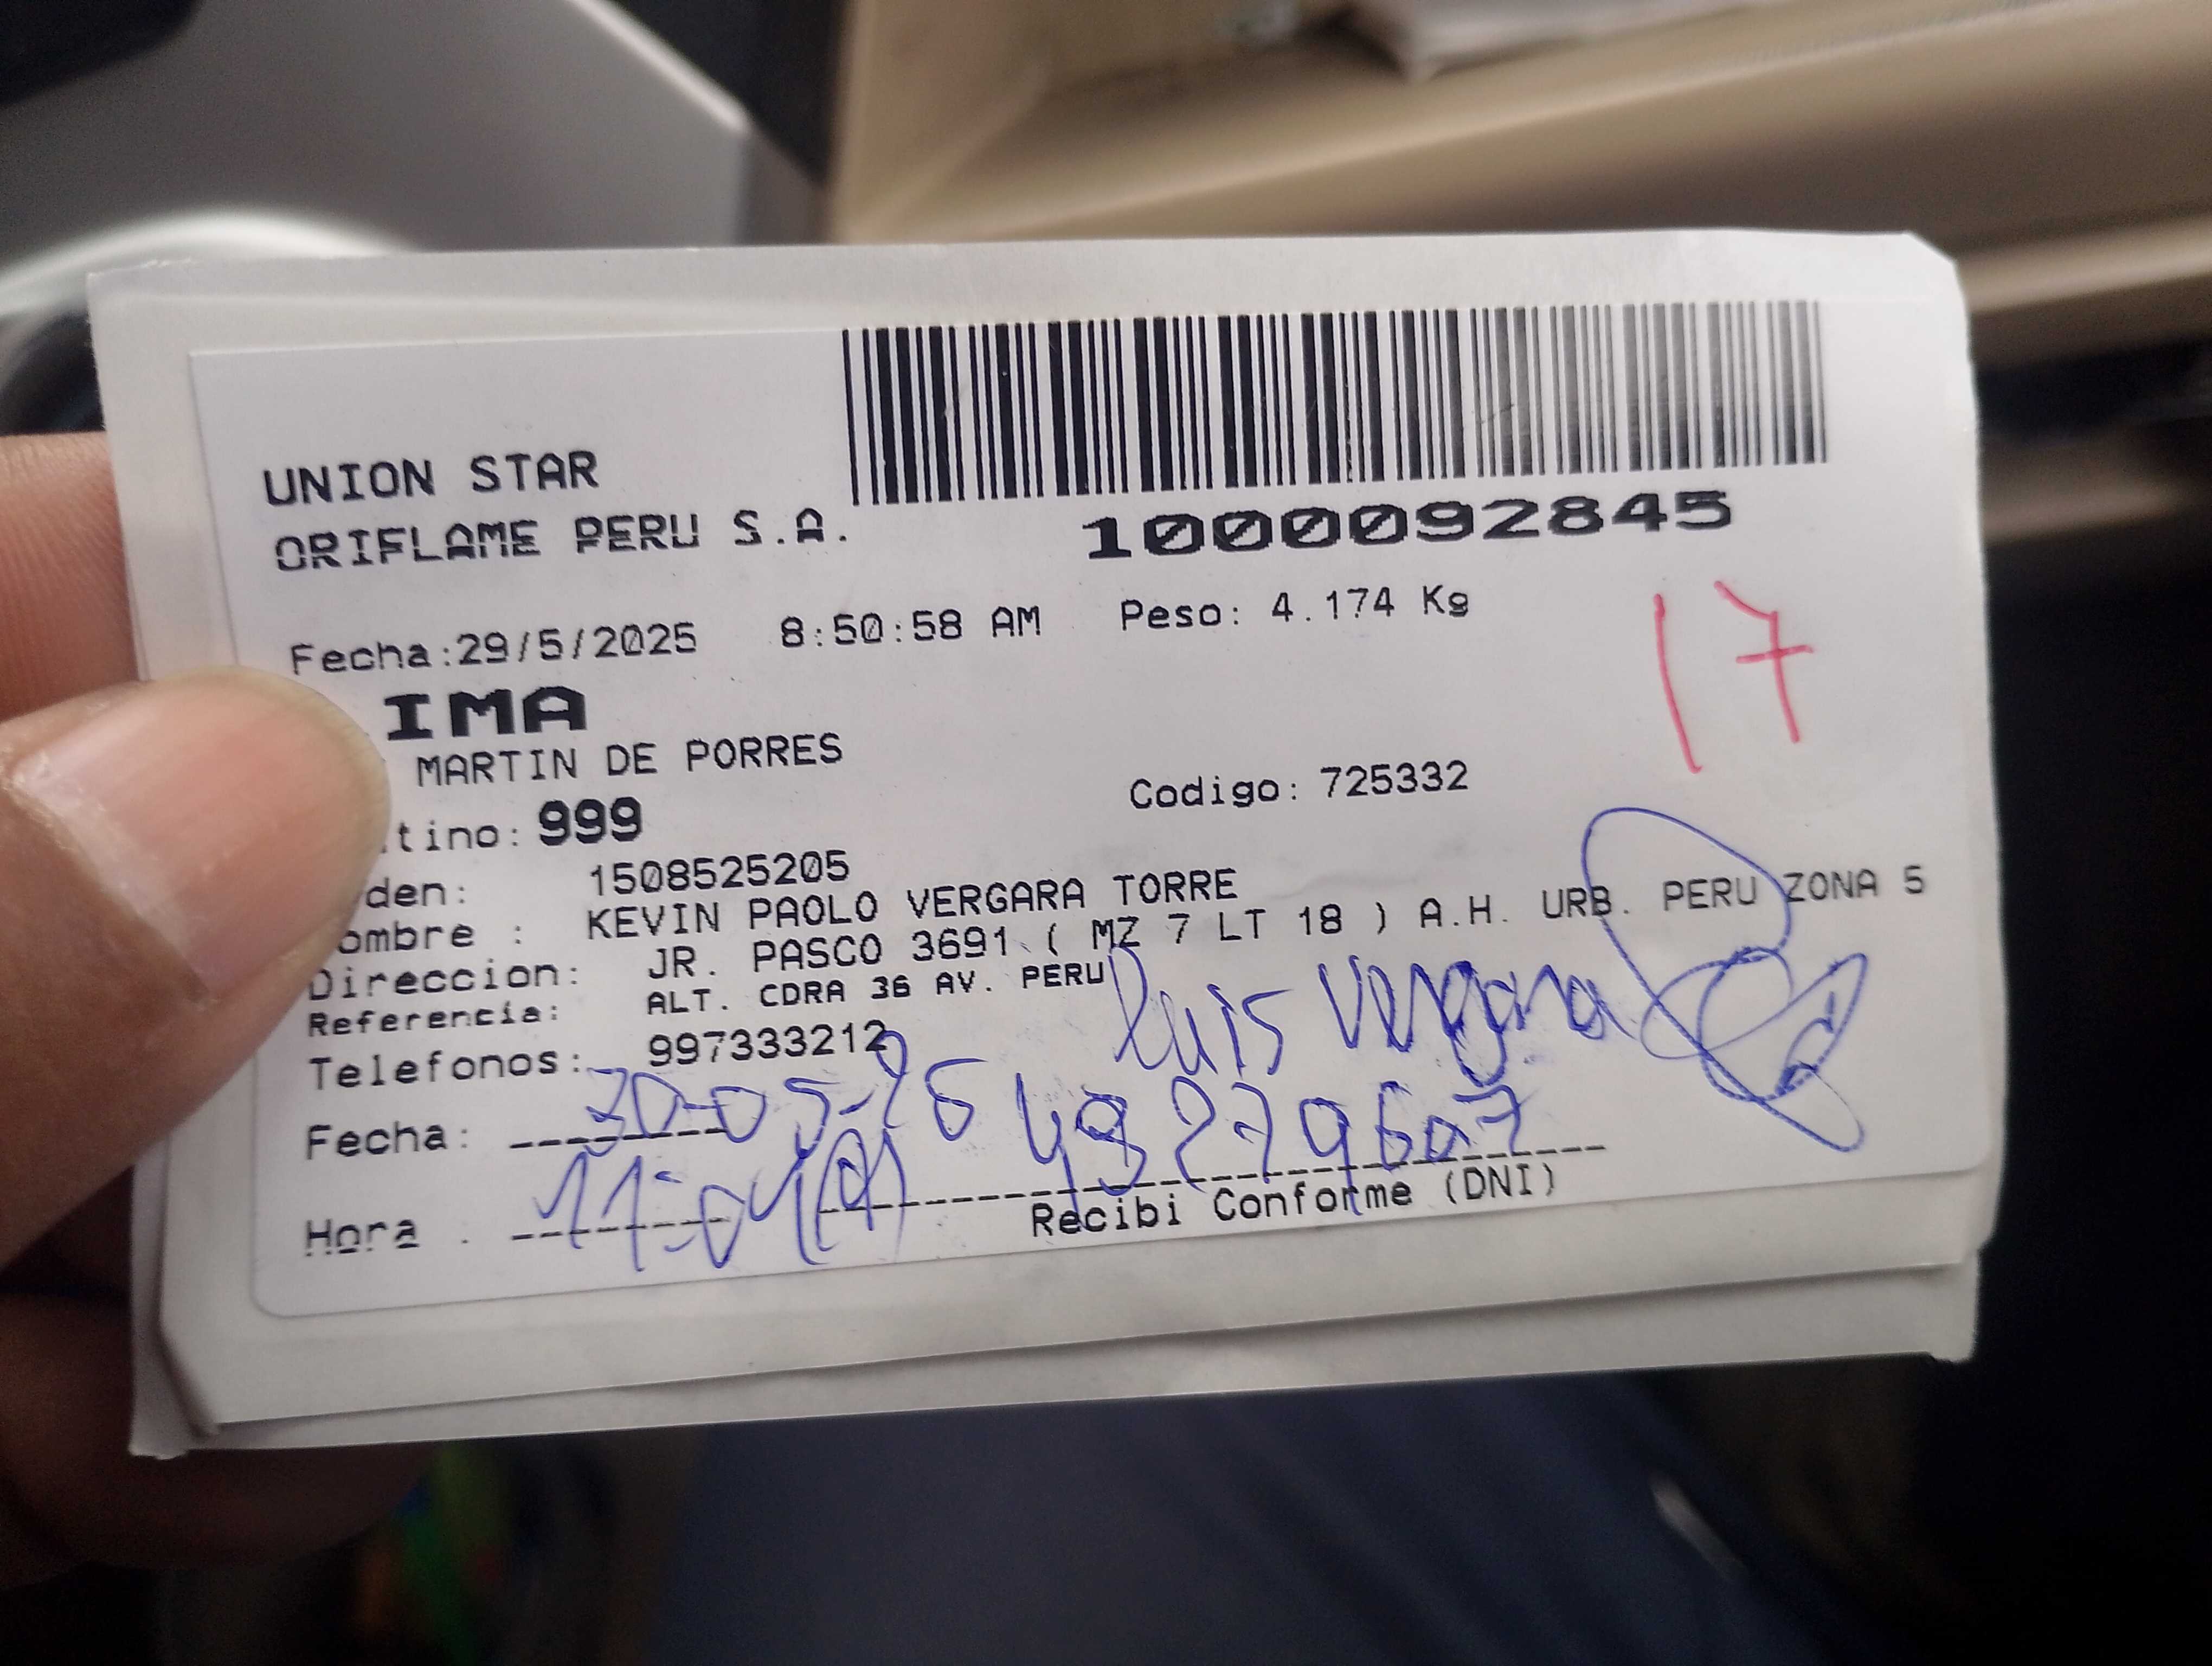 UNION STAR
ORIFLAME PERU S.A.
1000092845
Fecha:29/5/2025 8:50:58 AM Peso: 4.174 Kg
17
IMA
MARTIN DE PORRES
Codigo: 725332
tino: 999
den: 1508525205
ombre : KEVIN PAOLO VERGARA TORRE
Direccion: JR. PASCO 3691 ( MZ 7 LT 18 ) A.H. URB. PERU ZONA 5
Referencia: ALT. CDRA 36 AV. PERU
Luis Vergara
Telefonos: 997333212
Fecha: 30-05-25
Hora :
Recibi Conforme (DNI)